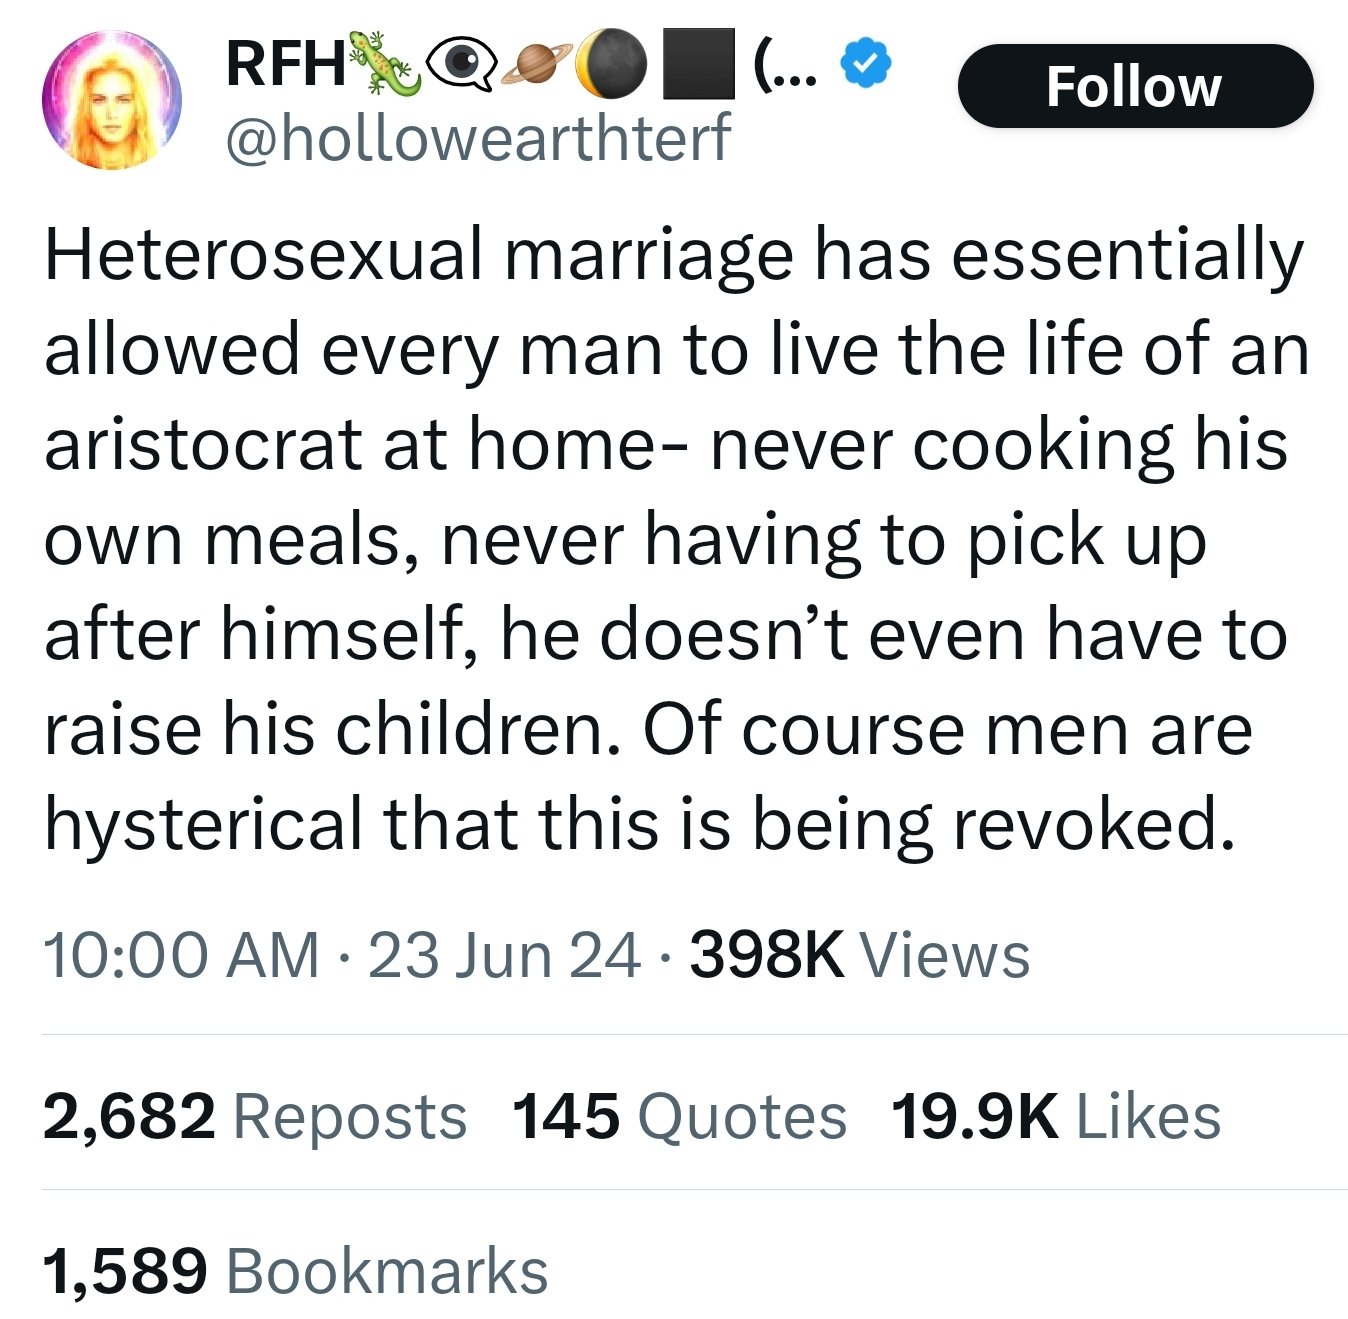 RFH🦎👁️‍🗨️🪐🌘⬛ (...
Follow
@hollowearthterf
Heterosexual marriage has essentially
allowed every man to live the life of an
aristocrat at home- never cooking his
own meals, never having to pick up
after himself, he doesn’t even have to
raise his children. Of course men are
hysterical that this is being revoked.
10:00 AM · 23 Jun 24 · 398K Views
2,682 Reposts 145 Quotes 19.9K Likes
1,589 Bookmarks